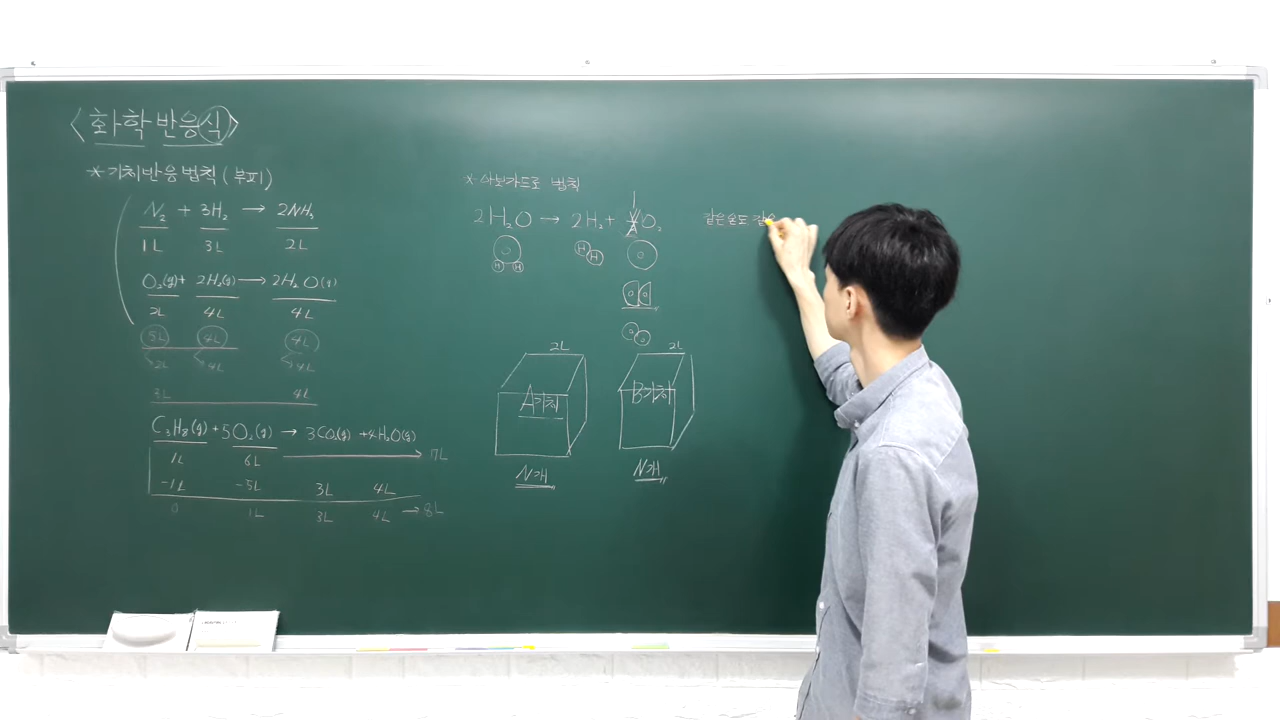 <화학반응식>
*기체반응법칙(부피)
N₂ + 3H₂ → 2NH₃
1L 3L 2L
O₂(g) + 2H₂(g) → 2H₂O(g)
2L 4L 4L
5L 4L 4L
-2L -4L 4L
3L 4L
C₃H₈(g) + 5O₂(g) → 3CO₂(g) + 4H₂O(g)
1L 6L 7L
-1L -5L 3L 4L
0 1L 3L 4L → 8L
*아보가드로 법칙
2H₂O → 2H₂ + O₂
H H
H H
2L 2L
A기체 B기체
N개 N개
같은 온도 같은